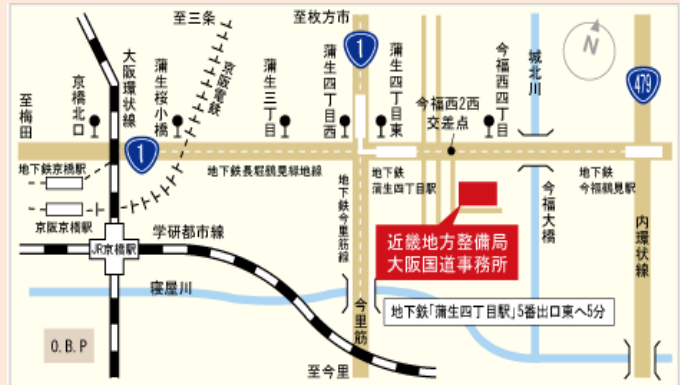 至三条
至枚方市
N
1
479
大阪環状線
京阪電鉄
至梅田
京橋北口
蒲生桜小橋
蒲生三丁目
蒲生四丁目西
蒲生四丁目東
今福西2西
交差点
今福西四丁目
城北川
1
地下鉄京橋駅
地下鉄長堀鶴見緑地線
地下鉄
蒲生四丁目駅
地下鉄
今福鶴見駅
京阪京橋駅
地下鉄今里筋線
今福大橋
内環状線
JR京橋駅
学研都市線
近畿地方整備局
大阪国道事務所
寝屋川
今里筋
地下鉄「蒲生四丁目駅」5番出口東へ5分
O.B.P
至今里